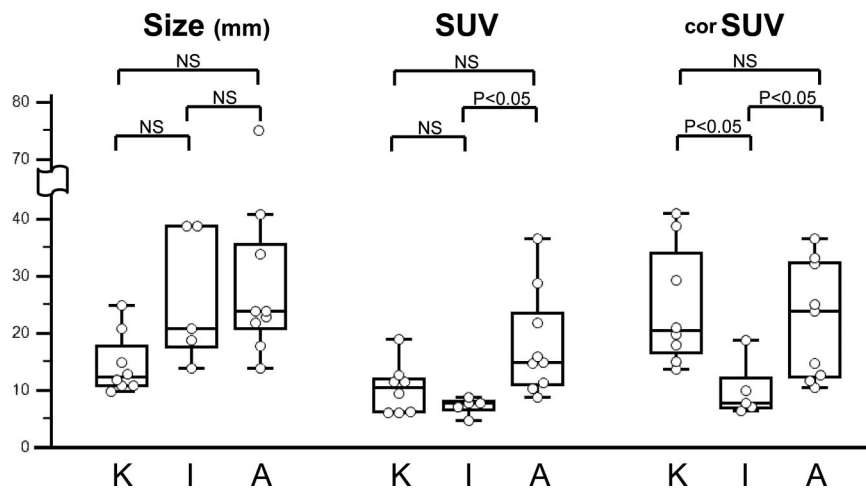 Size (mm) SUV cor SUV
NS NS NS
NS P<0.05 P<0.05
NS NS P<0.05
80
70
40
30
20
10
0
K I A K I A K I A